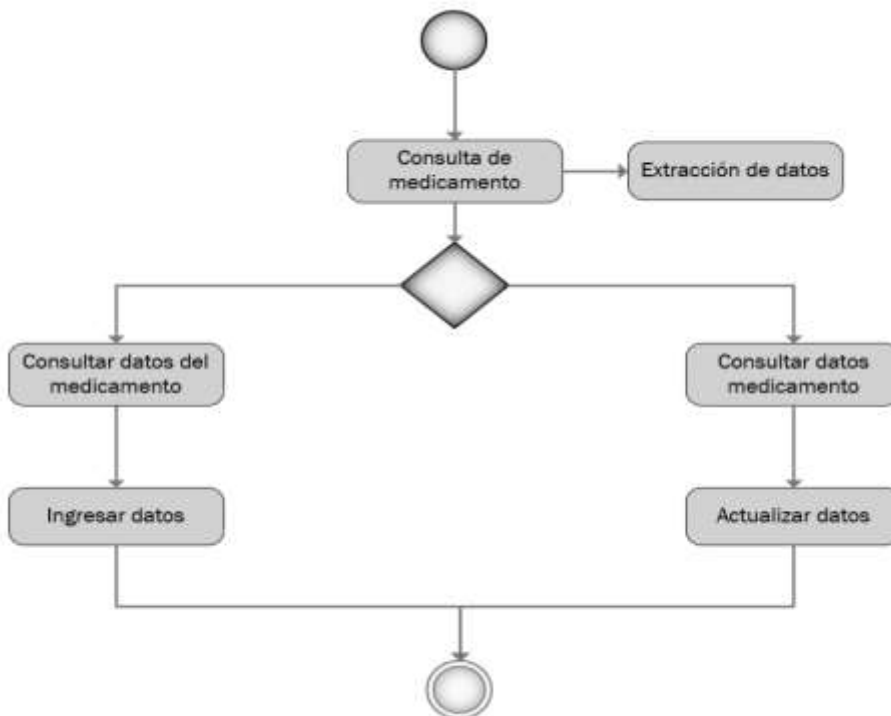 Consulta de
medicamento
Extracción de datos
Consultar datos del
medicamento
Consultar datos
medicamento
Ingresar datos
Actualizar datos